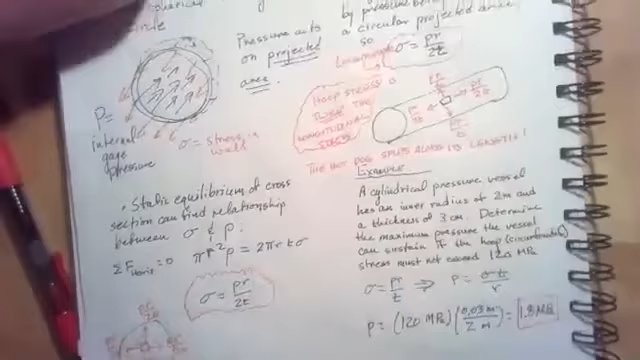 by pressure
Pressure acts
on projected
area.
a circular projected area
so
σ = pr/2t
P =
internal
gage
pressure
σ - stress in
wall
HOOP STRESS
TWICE THE
LONGITUDINAL
STRESS
pr/2t
pr/t
THE HOT DOG SPLITS ALONG ITS LENGTH!
• Static equilibrium of cross
section can find relationship
between σ & p.
ΣF horiz = 0 πr²p = 2πrtσ
σ = pr/2t
EXAMPLE
A cylindrical pressure vessel
has an inner radius of 2m and
a thickness of 3 cm. Determine
the maximum pressure the vessel
can sustain if the hoop (circumferential)
stress must not exceed 120 MPa
σ = pr/t ⇒ P = σt/r
P = (120 MPa)(0.03 m/2 m) = 1.8 MPa